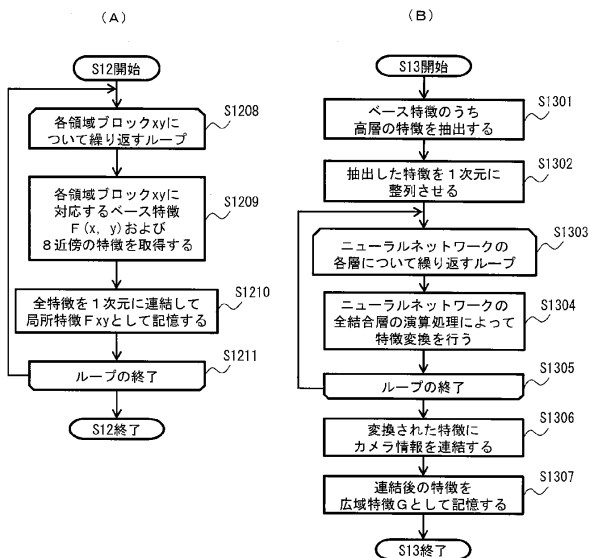 (A)
S12開始
各領域ブロックxyに
ついて繰り返すループ
S1208
各領域ブロックxyに
対応するベース特徴
F(x, y)および
8近傍の特徴を取得する
S1209
全特徴を1次元に連結して
局所特徴Fxyとして記憶する
S1210
ループの終了
S1211
S12終了
(B)
S13開始
ベース特徴のうち
高層の特徴を抽出する
S1301
抽出した特徴を1次元に
整列させる
S1302
ニューラルネットワークの
各層について繰り返すループ
S1303
ニューラルネットワークの
全結合層の演算処理によって
特徴変換を行う
S1304
ループの終了
S1305
変換された特徴に
カメラ情報を連結する
S1306
連結後の特徴を
広域特徴Gとして記憶する
S1307
S13終了